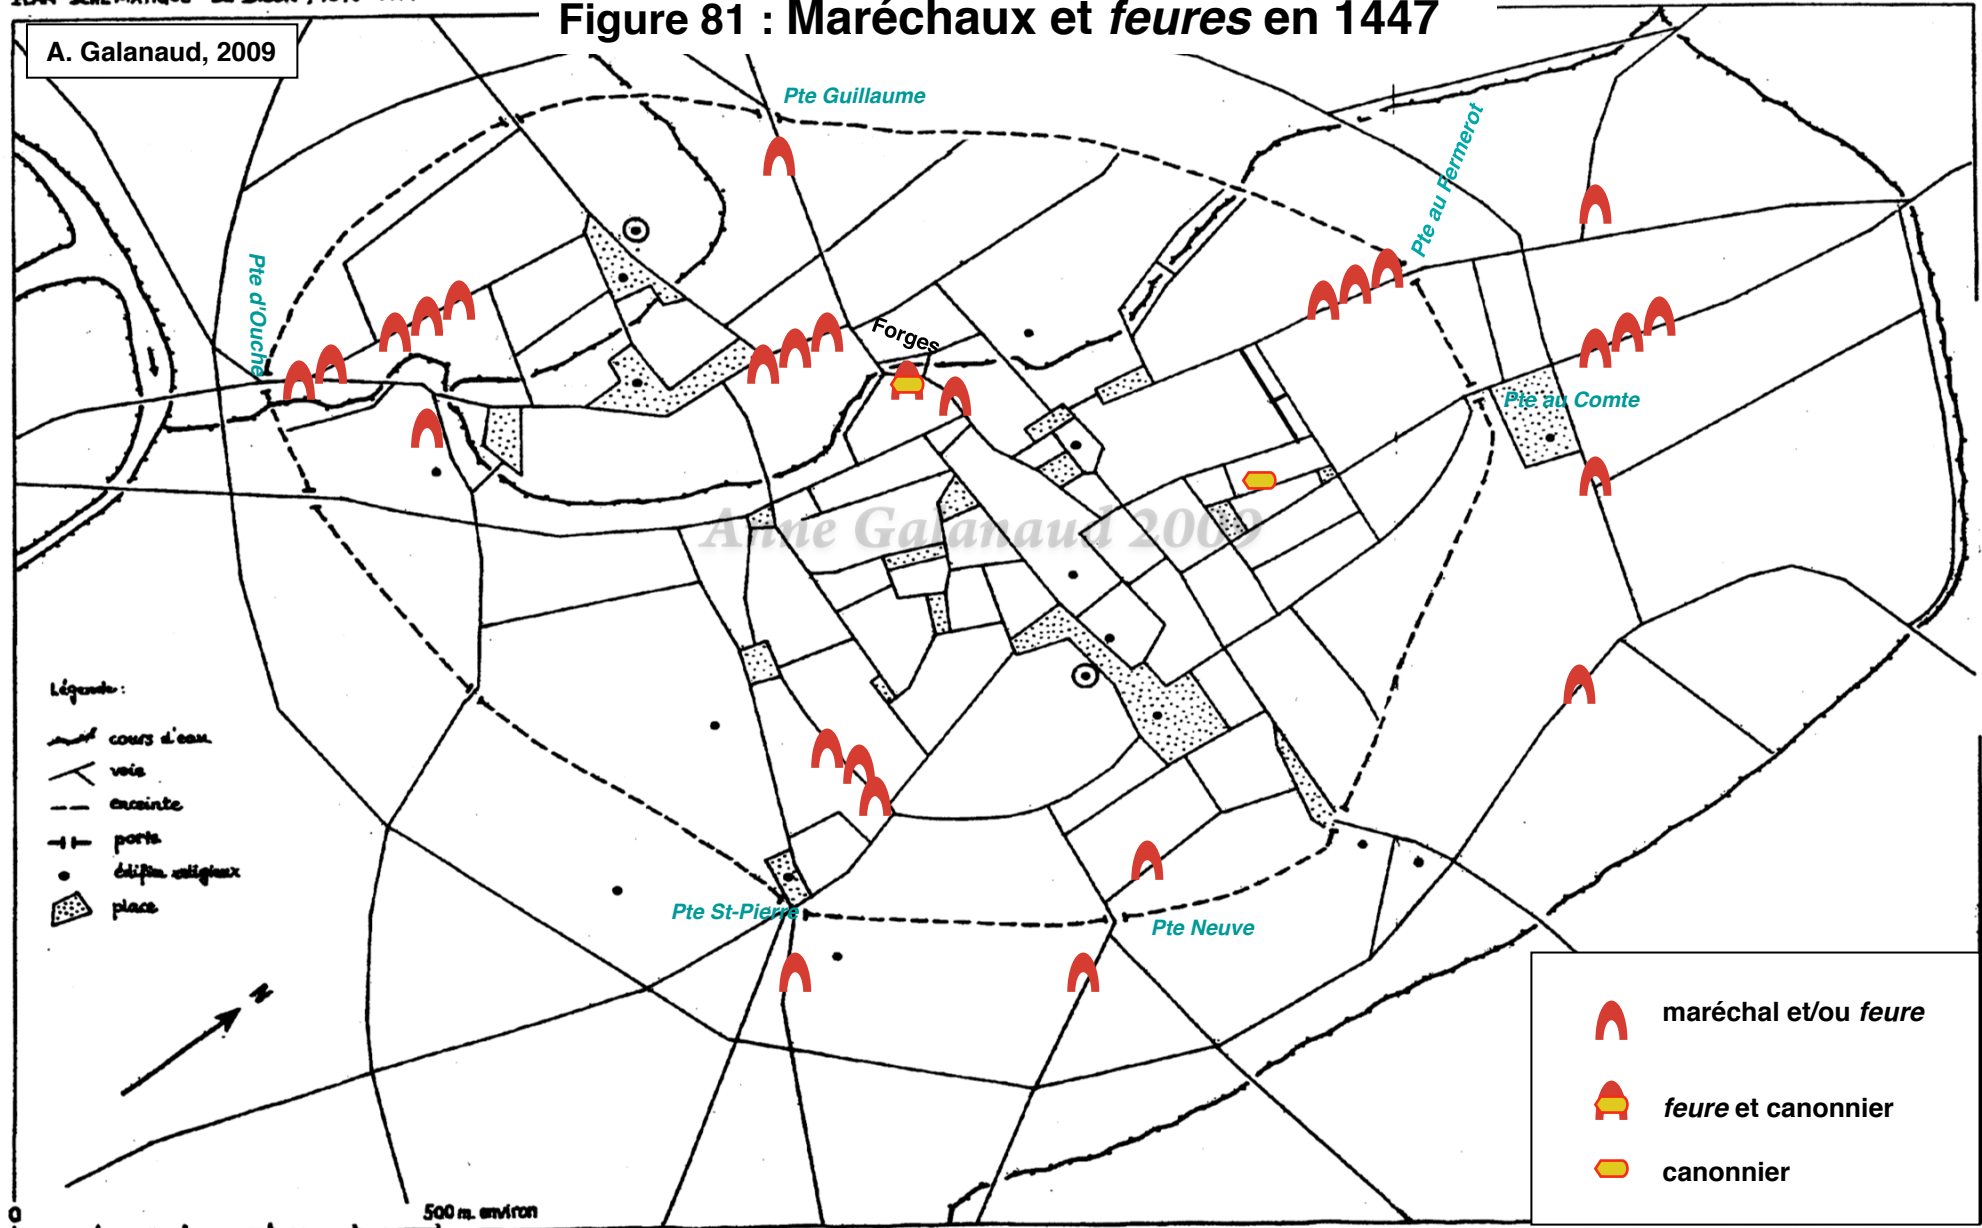 Figure 81 : Maréchaux et feures en 1447
A. Galanaud, 2009
Pte Guillaume
Pte au Fermerot
Pte d'Ouche
Forges
Pte au Comte
Anne Galanaud 2009
Légende :
cours d'eau
voie
enceinte
porte
édifice religieux
place
Pte St-Pierre
Pte Neuve
N
maréchal et/ou feure
feure et canonnier
canonnier
0
500 m. environ